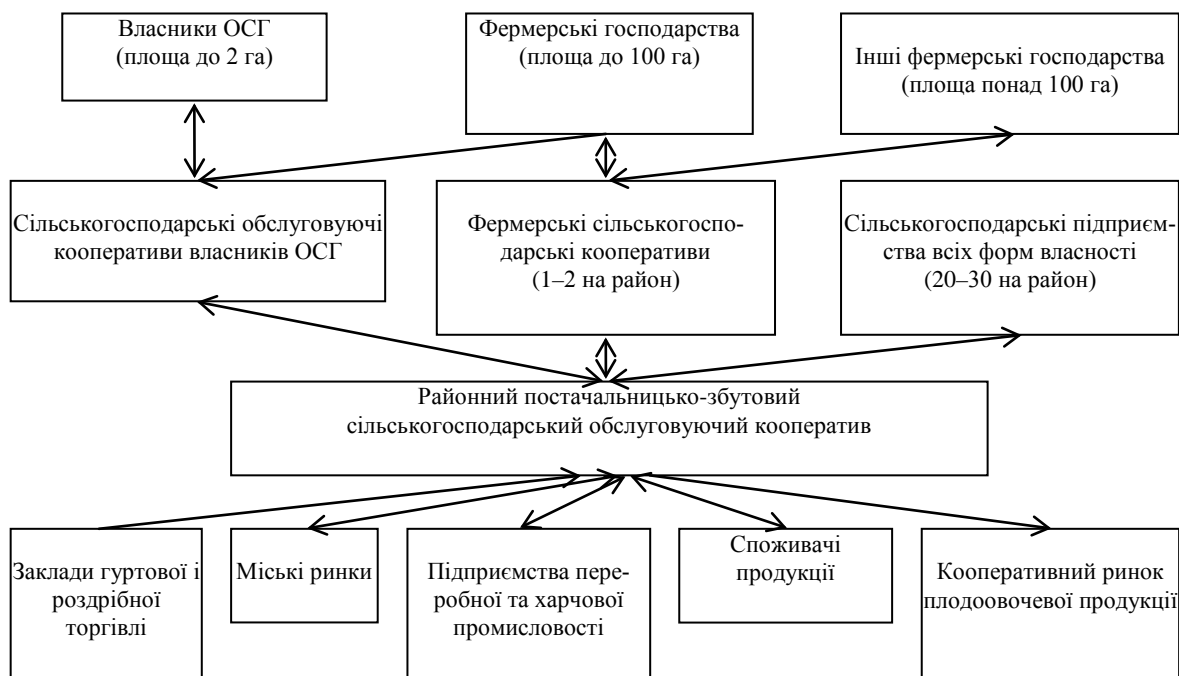 Власники ОСГ
(площа до 2 га)
Фермерські господарства
(площа до 100 га)
Інші фермерські господарства
(площа понад 100 га)
Сільськогосподарські обслуговуючі
кооперативи власників ОСГ
Фермерські сільськогоспо-
дарські кооперативи
(1–2 на район)
Сільськогосподарські підприєм-
ства всіх форм власності
(20–30 на район)
Районний постачальницько-збутовий
сільськогосподарський обслуговуючий кооператив
Заклади гуртової і
роздрібної
торгівлі
Міські ринки
Підприємства пере-
робної та харчової
промисловості
Споживачі
продукції
Кооперативний ринок
плодоовочевої продукції